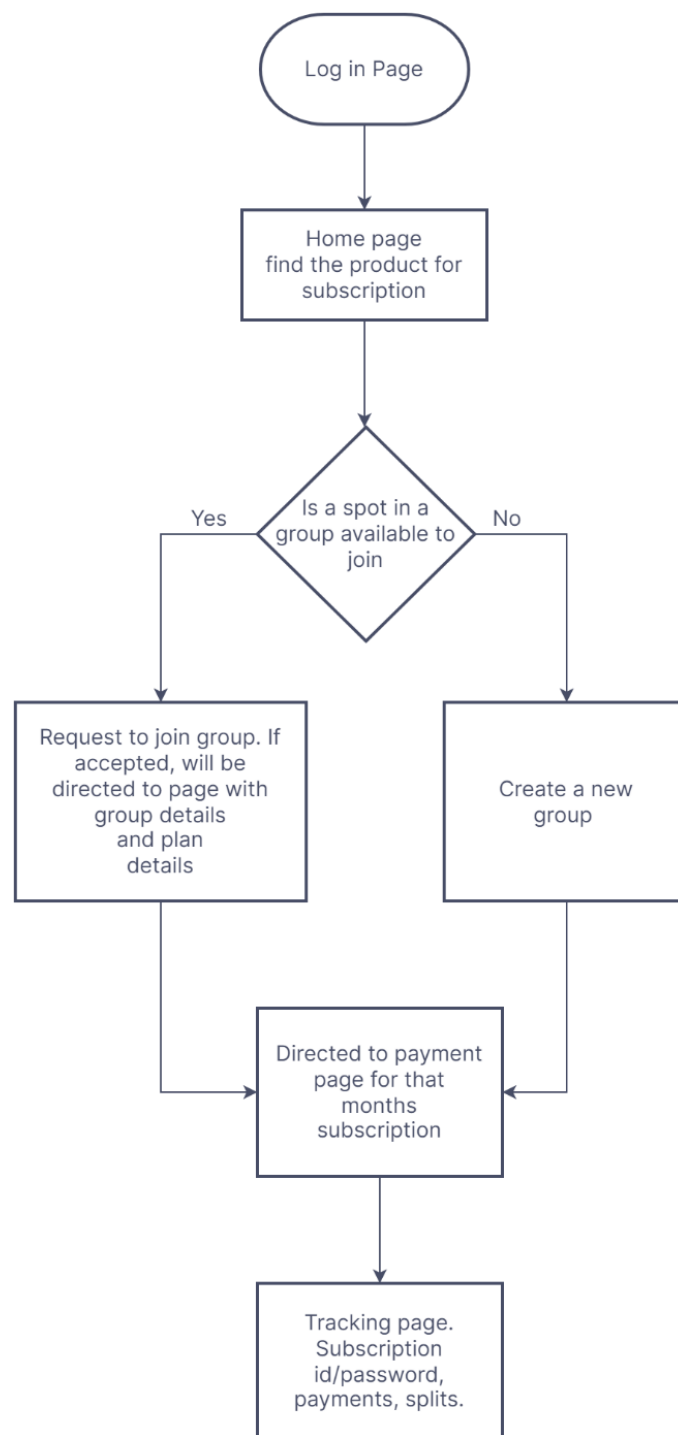 Log in Page
Home page
find the product for
subscription
Is a spot in a
group available to
join
Yes
No
Request to join group. If
accepted, will be
directed to page with
group details
and plan
details
Create a new
group
Directed to payment
page for that
months
subscription
Tracking page.
Subscription
id/password,
payments, splits.